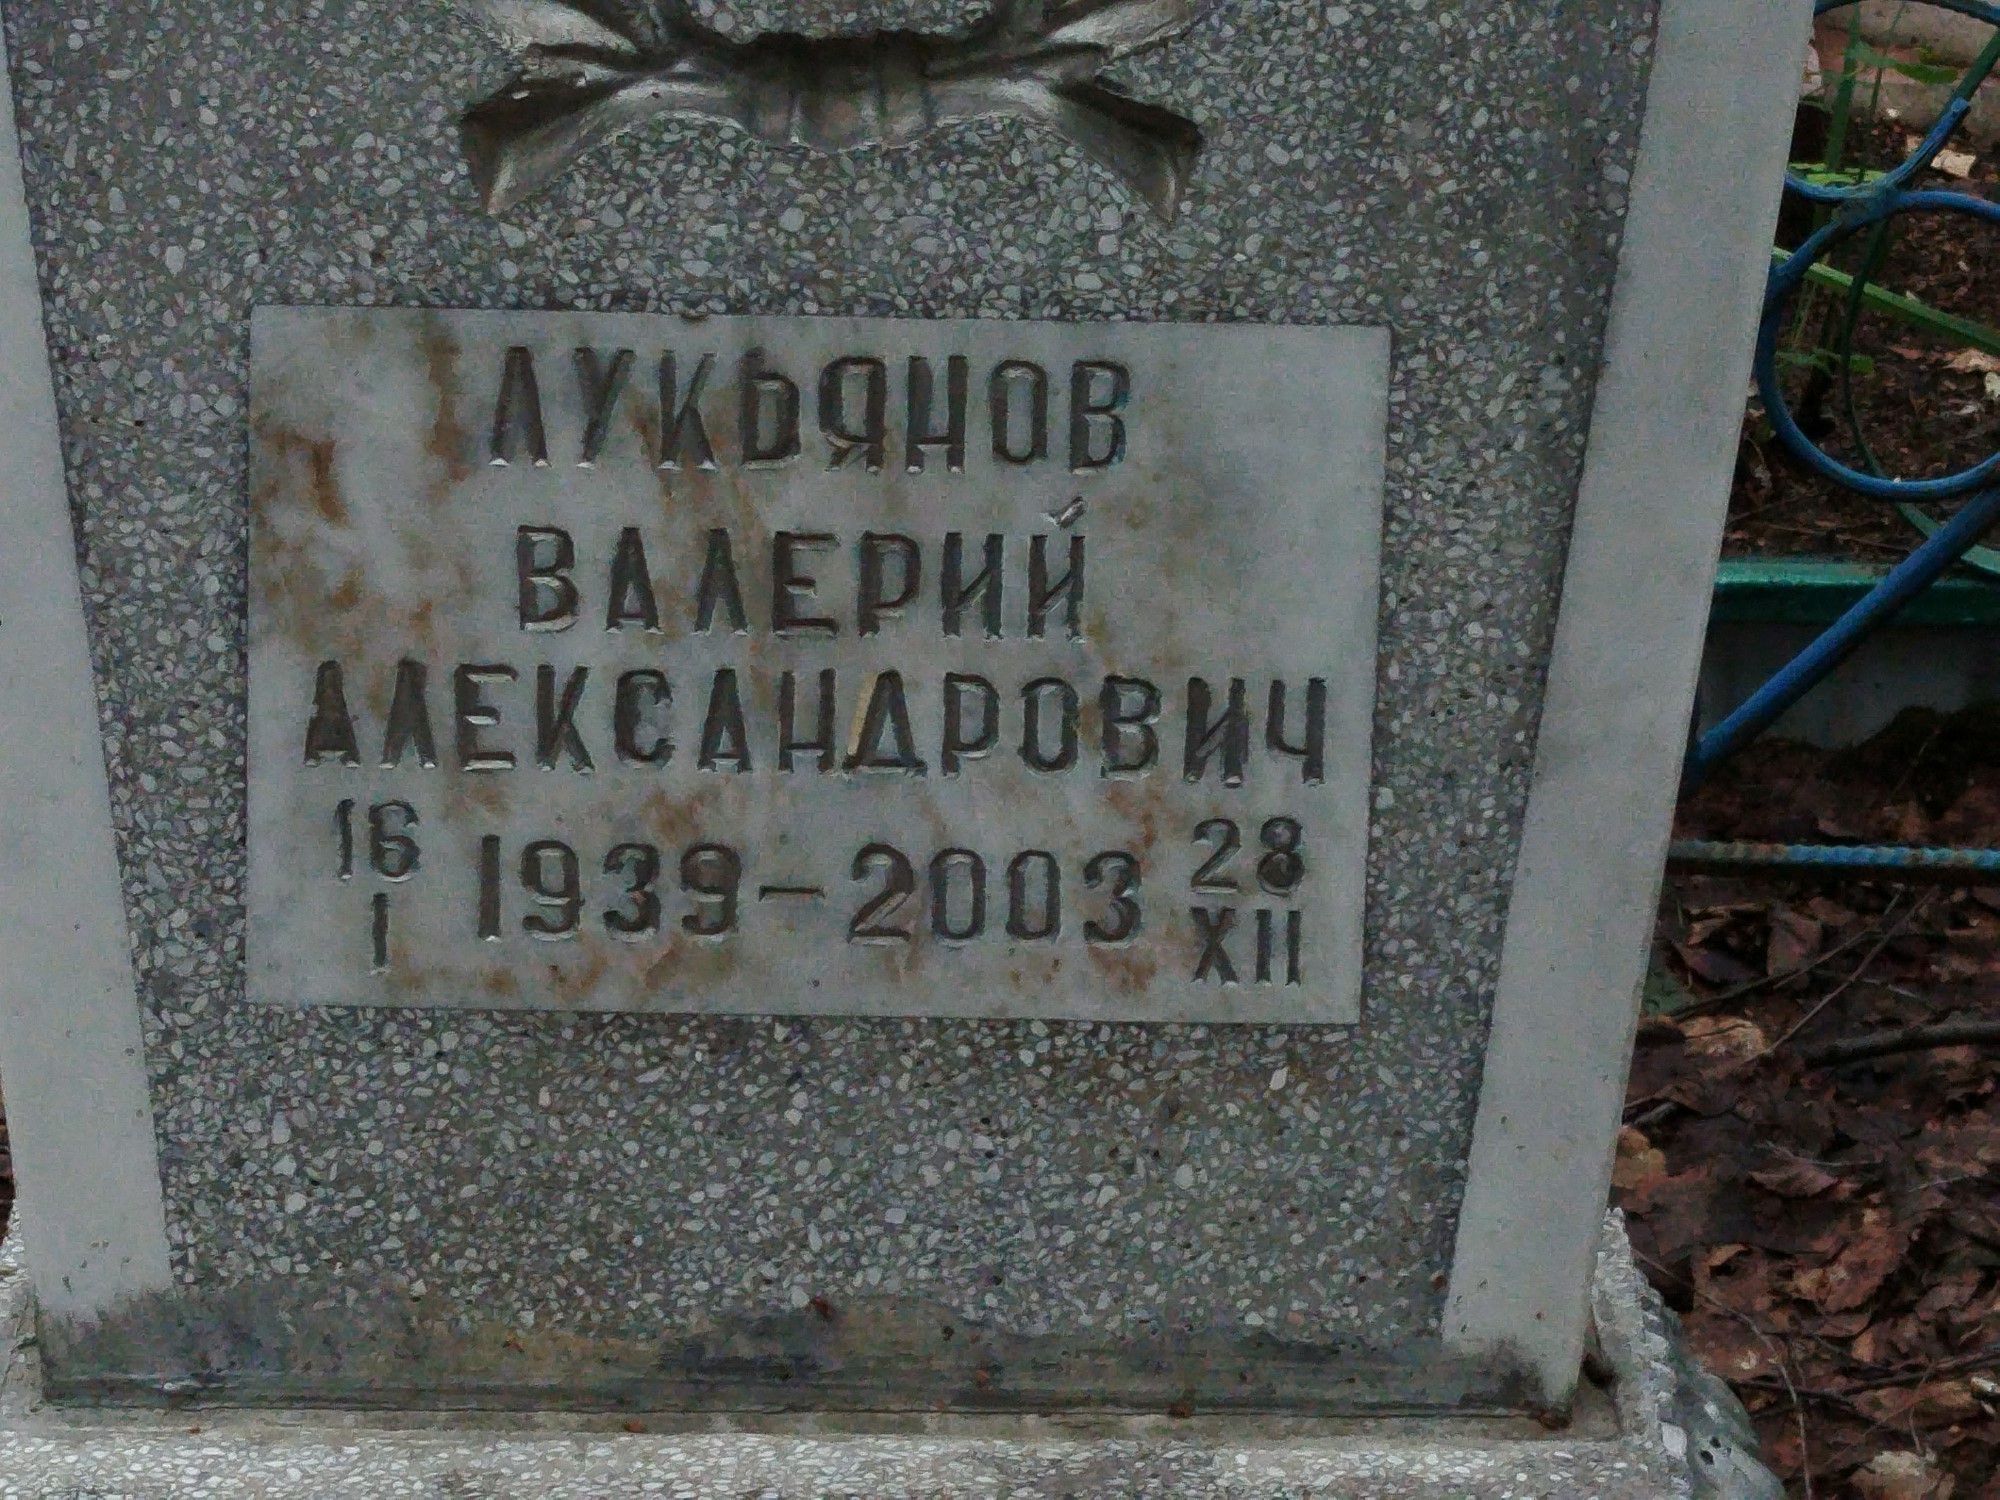 ЛУКЬЯНОВ
ВАЛЕРИЙ
АЛЕКСАНДРОВИЧ
16 1939-2003 28
I XII